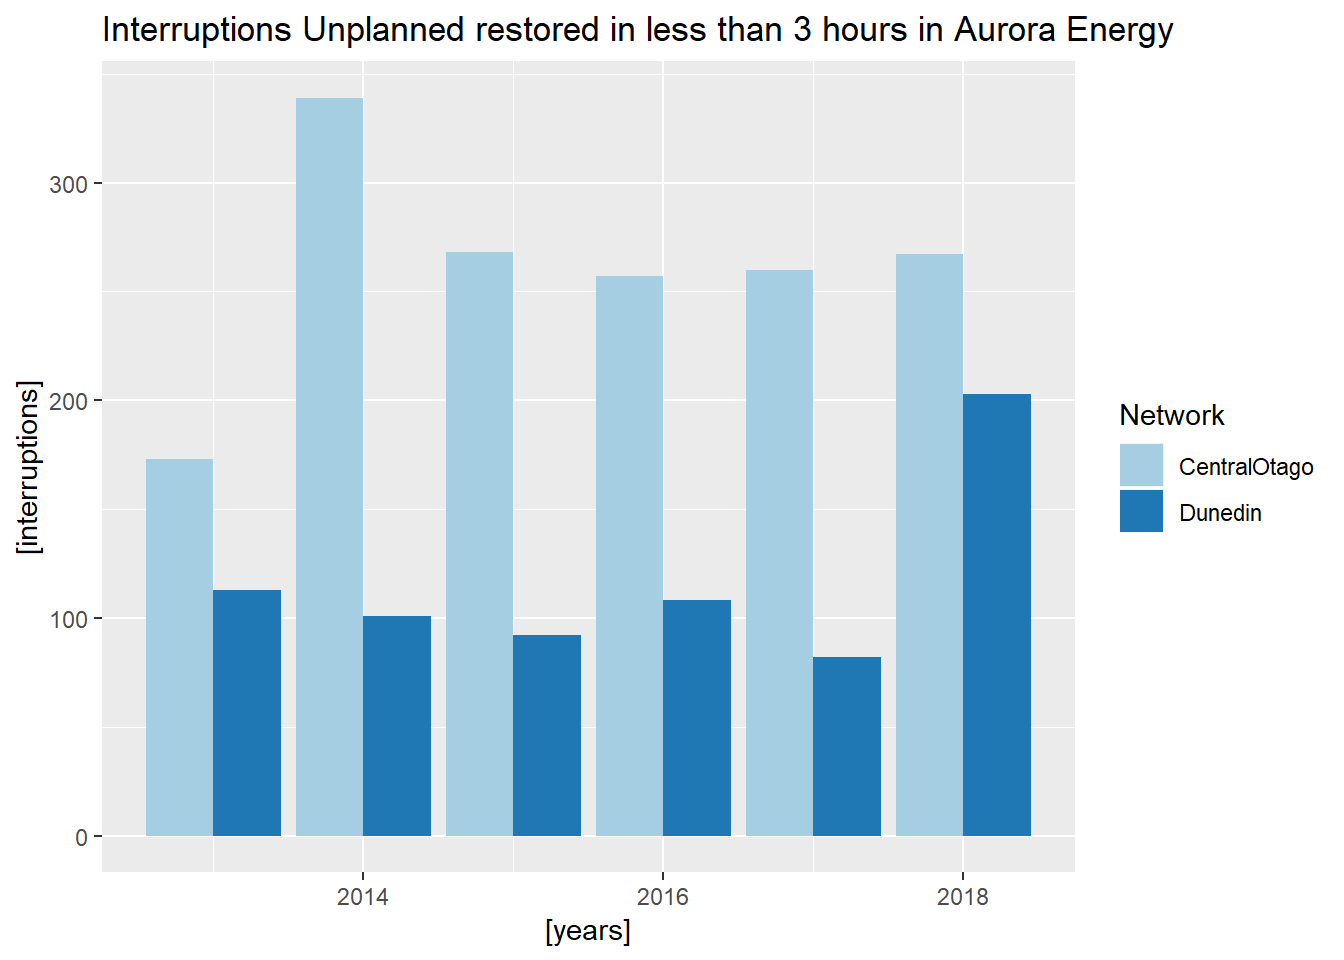 Interruptions Unplanned restored in less than 3 hours in Aurora Energy
300
200
100
0
[interruptions]
2014 2016 2018
[years]
Network
CentralOtago
Dunedin